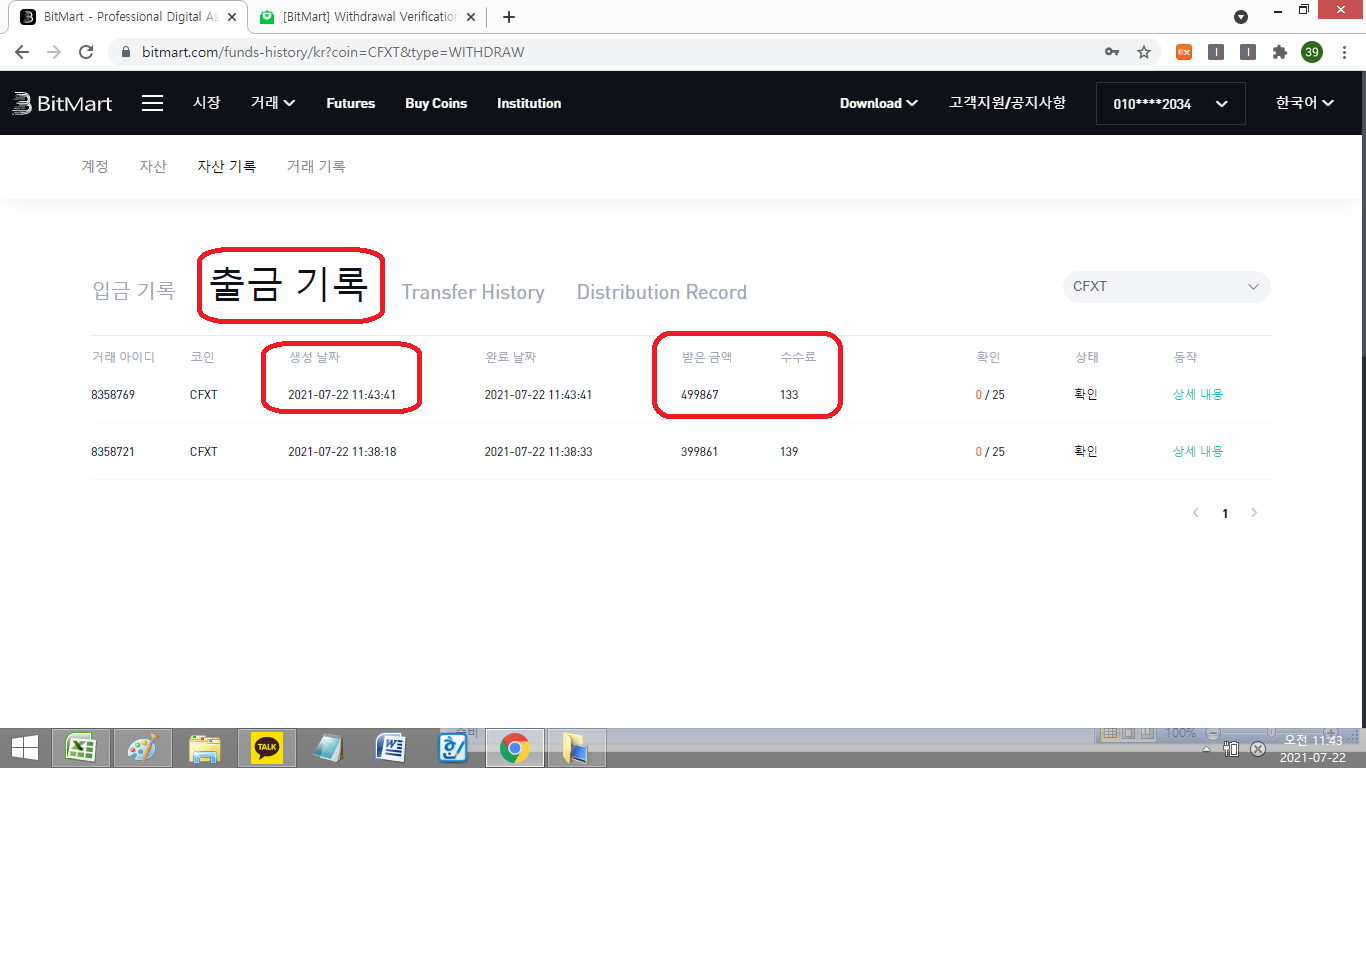 BitMart - Professional Digital As
[BitMart] Withdrawal Verification
bitmart.com/funds-history/kr?coin=CFXT&type=WITHDRAW
39
BitMart 시장 거래 Futures Buy Coins Institution Download 고객지원/공지사항 010****2034 한국어
계정 자산 자산 기록 거래 기록
입금 기록 출금 기록 Transfer History Distribution Record CFXT
거래 아이디 코인 생성 날짜 완료 날짜 받은 금액 수수료 확인 상태 동작
8358769 CFXT 2021-07-22 11:43:41 2021-07-22 11:43:41 499867 133 0 / 25 확인 상세 내용
8358721 CFXT 2021-07-22 11:38:18 2021-07-22 11:38:33 399861 139 0 / 25 확인 상세 내용
1
TALK
100%
오전 11:43
2021-07-22